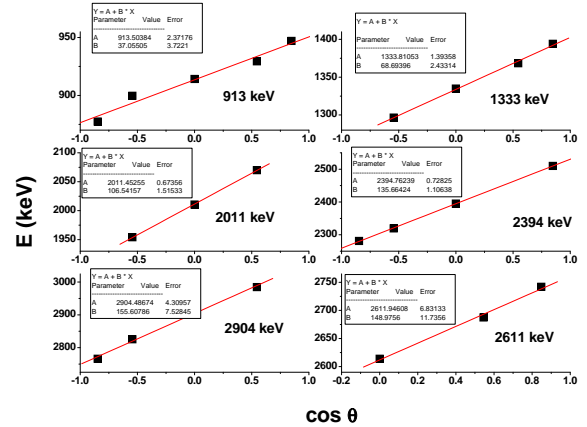 Y = A + B * X
Parameter Value Error
A 913.50384 2.37176
B 37.05505 3.7221
950
900
913 keV
-1.0 -0.5 0.0 0.5 1.0
Y = A + B * X
Parameter Value Error
A 1333.81053 1.39358
B 68.69396 2.43314
1400
1350
1300
1333 keV
-1.0 -0.5 0.0 0.5 1.0
Y = A + B * X
Parameter Value Error
A 2011.45255 0.67356
B 106.54157 1.51533
2100
2050
2000
1950
2011 keV
-1.0 -0.5 0.0 0.5 1.0
Y = A + B * X
Parameter Value Error
A 2394.76239 0.72825
B 135.66424 1.10638
2500
2400
2300
2394 keV
-1.0 -0.5 0.0 0.5 1.0
Y = A + B * X
Parameter Value Error
A 2904.48674 4.30957
B 155.60786 7.52845
3000
2900
2800
2904 keV
-1.0 -0.5 0.0 0.5 1.0
Y = A + B * X
Parameter Value Error
A 2611.94608 6.83133
B 148.9756 11.7356
2750
2700
2650
2600
2611 keV
-0.2 0.0 0.2 0.4 0.6 0.8 1.0
E (keV)
cos θ